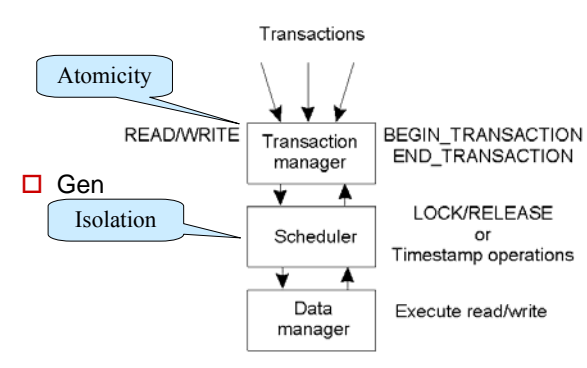 Transactions
Atomicity
READ/WRITE
Transaction
manager
BEGIN_TRANSACTION
END_TRANSACTION
Gen
Isolation
Scheduler
LOCK/RELEASE
or
Timestamp operations
Data
manager
Execute read/write